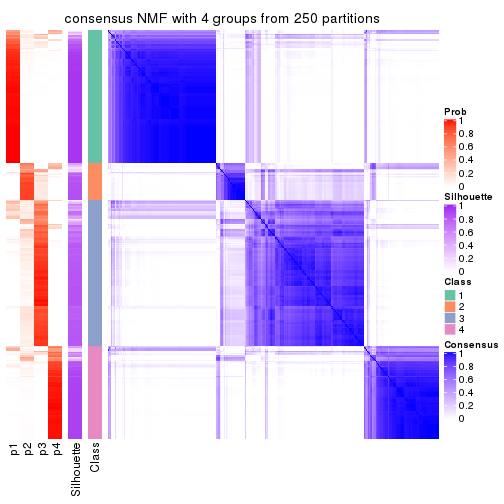 consensus NMF with 4 groups from 250 partitions
Prob
1
0.8
0.6
0.4
0.2
0
Silhouette
1
0.8
0.6
0.4
0.2
0
Class
1
2
3
4
Consensus
1
0.8
0.6
0.4
0.2
0
p1
p2
p3
p4
Silhouette
Class